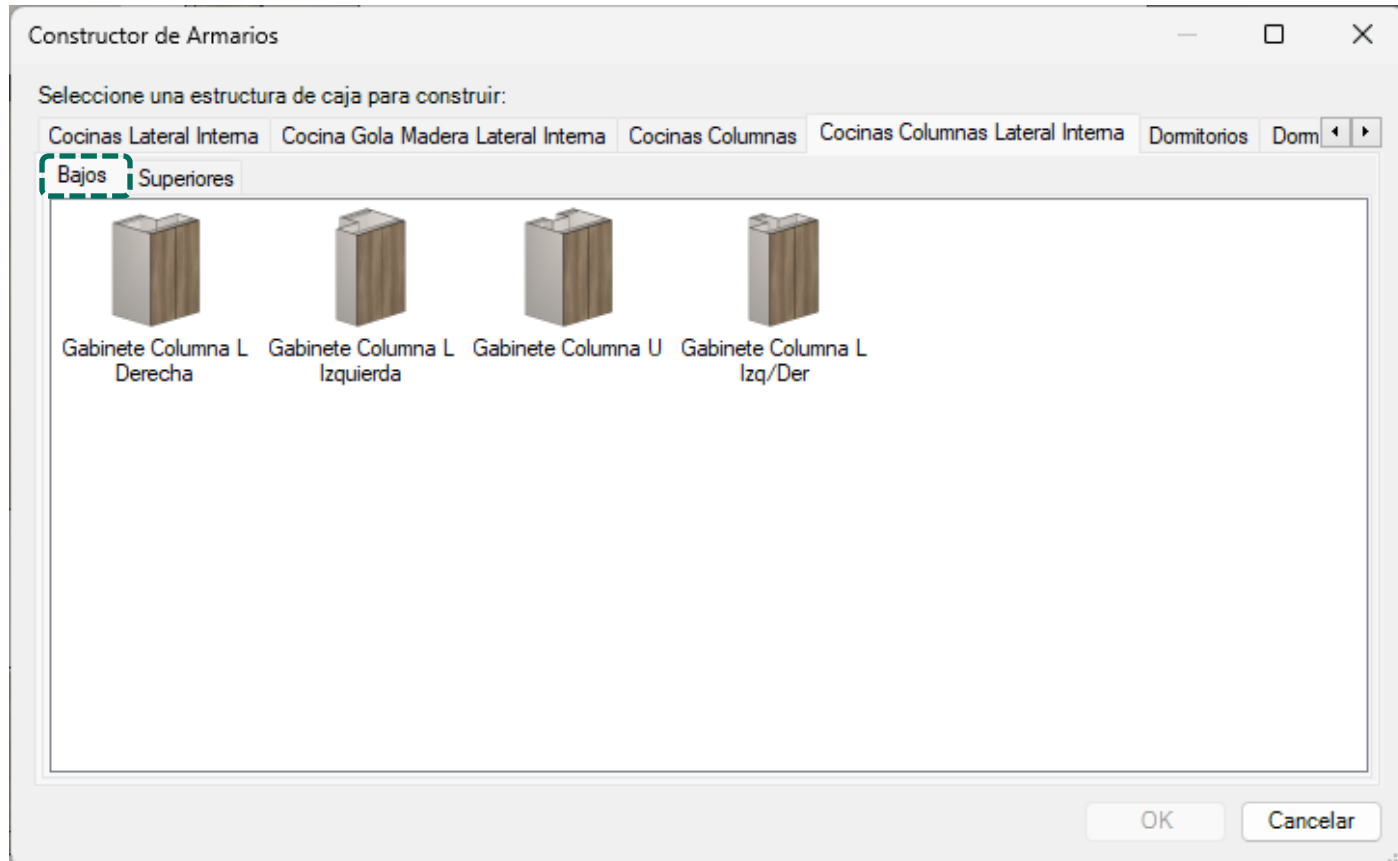 Constructor de Armarios
Seleccione una estructura de caja para construir:
Cocinas Lateral Interna Cocina Gola Madera Lateral Interna Cocinas Columnas Cocinas Columnas Lateral Interna Dormitorios Dorm
Bajos Superiores
Gabinete Columna L Derecha
Gabinete Columna L Izquierda
Gabinete Columna U
Gabinete Columna L Izq/Der
OK Cancelar